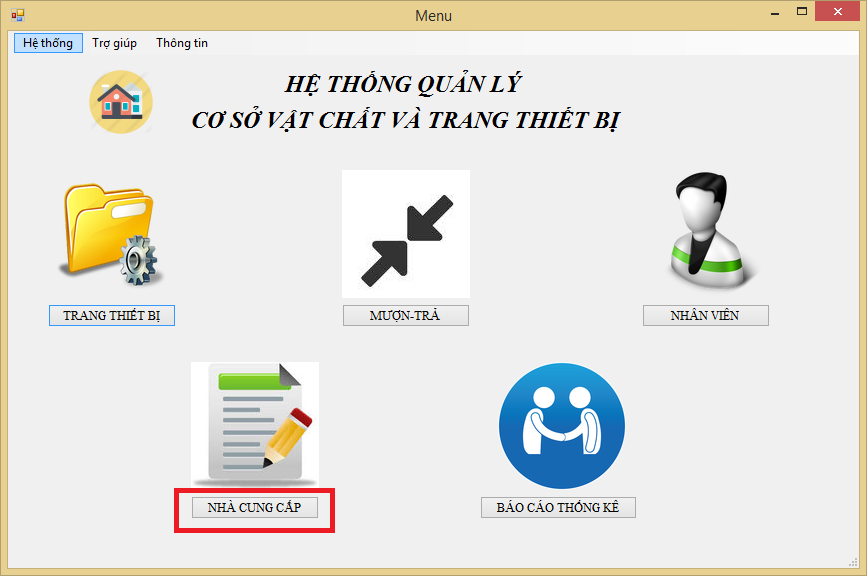 Menu
Hệ thống Trợ giúp Thông tin
HỆ THỐNG QUẢN LÝ
CƠ SỞ VẬT CHẤT VÀ TRANG THIẾT BỊ
TRANG THIẾT BỊ MƯỢN-TRẢ NHÂN VIÊN
NHÀ CUNG CẤP BÁO CÁO THỐNG KÊ